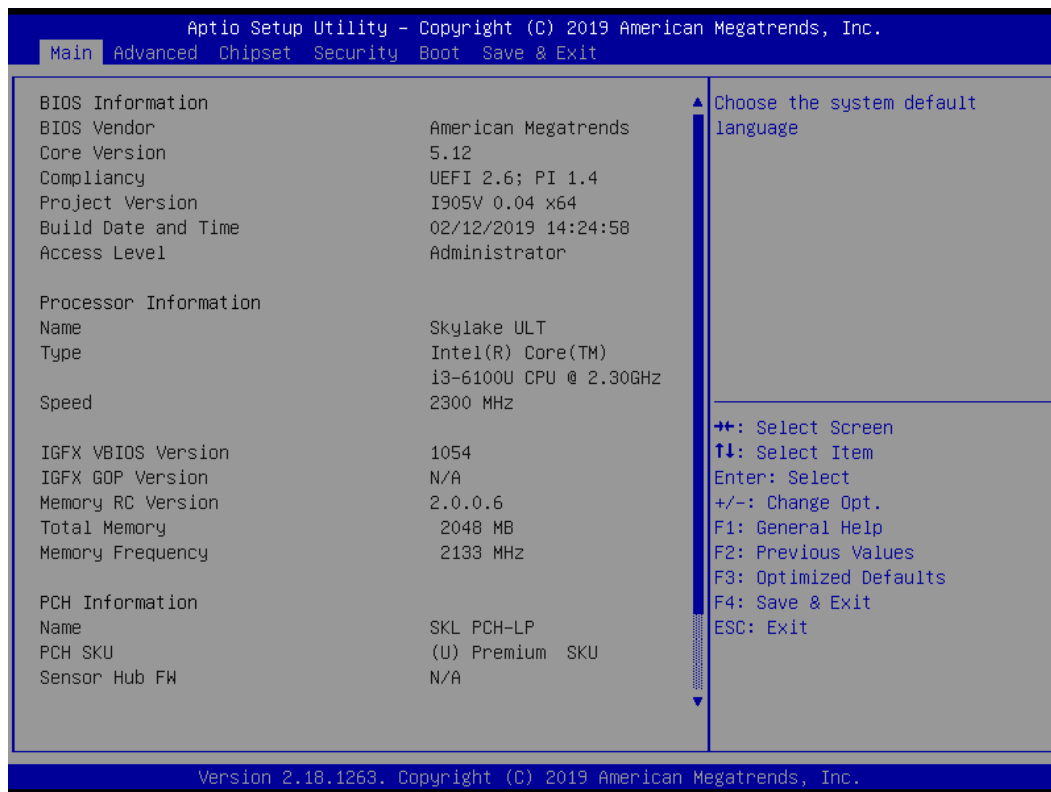 Aptio Setup Utility – Copyright (C) 2019 American Megatrends, Inc.
Main Advanced Chipset Security Boot Save & Exit
BIOS Information
BIOS Vendor American Megatrends
Core Version 5.12
Compliancy UEFI 2.6; PI 1.4
Project Version I905V 0.04 x64
Build Date and Time 02/12/2019 14:24:58
Access Level Administrator
Processor Information
Name Skylake ULT
Type Intel(R) Core(TM)
i3-6100U CPU @ 2.30GHz
Speed 2300 MHz
IGFX VBIOS Version 1054
IGFX GOP Version N/A
Memory RC Version 2.0.0.6
Total Memory 2048 MB
Memory Frequency 2133 MHz
PCH Information
Name SKL PCH-LP
PCH SKU (U) Premium SKU
Sensor Hub FW N/A
Choose the system default
language
→←: Select Screen
↑↓: Select Item
Enter: Select
+/-: Change Opt.
F1: General Help
F2: Previous Values
F3: Optimized Defaults
F4: Save & Exit
ESC: Exit
Version 2.18.1263. Copyright (C) 2019 American Megatrends, Inc.